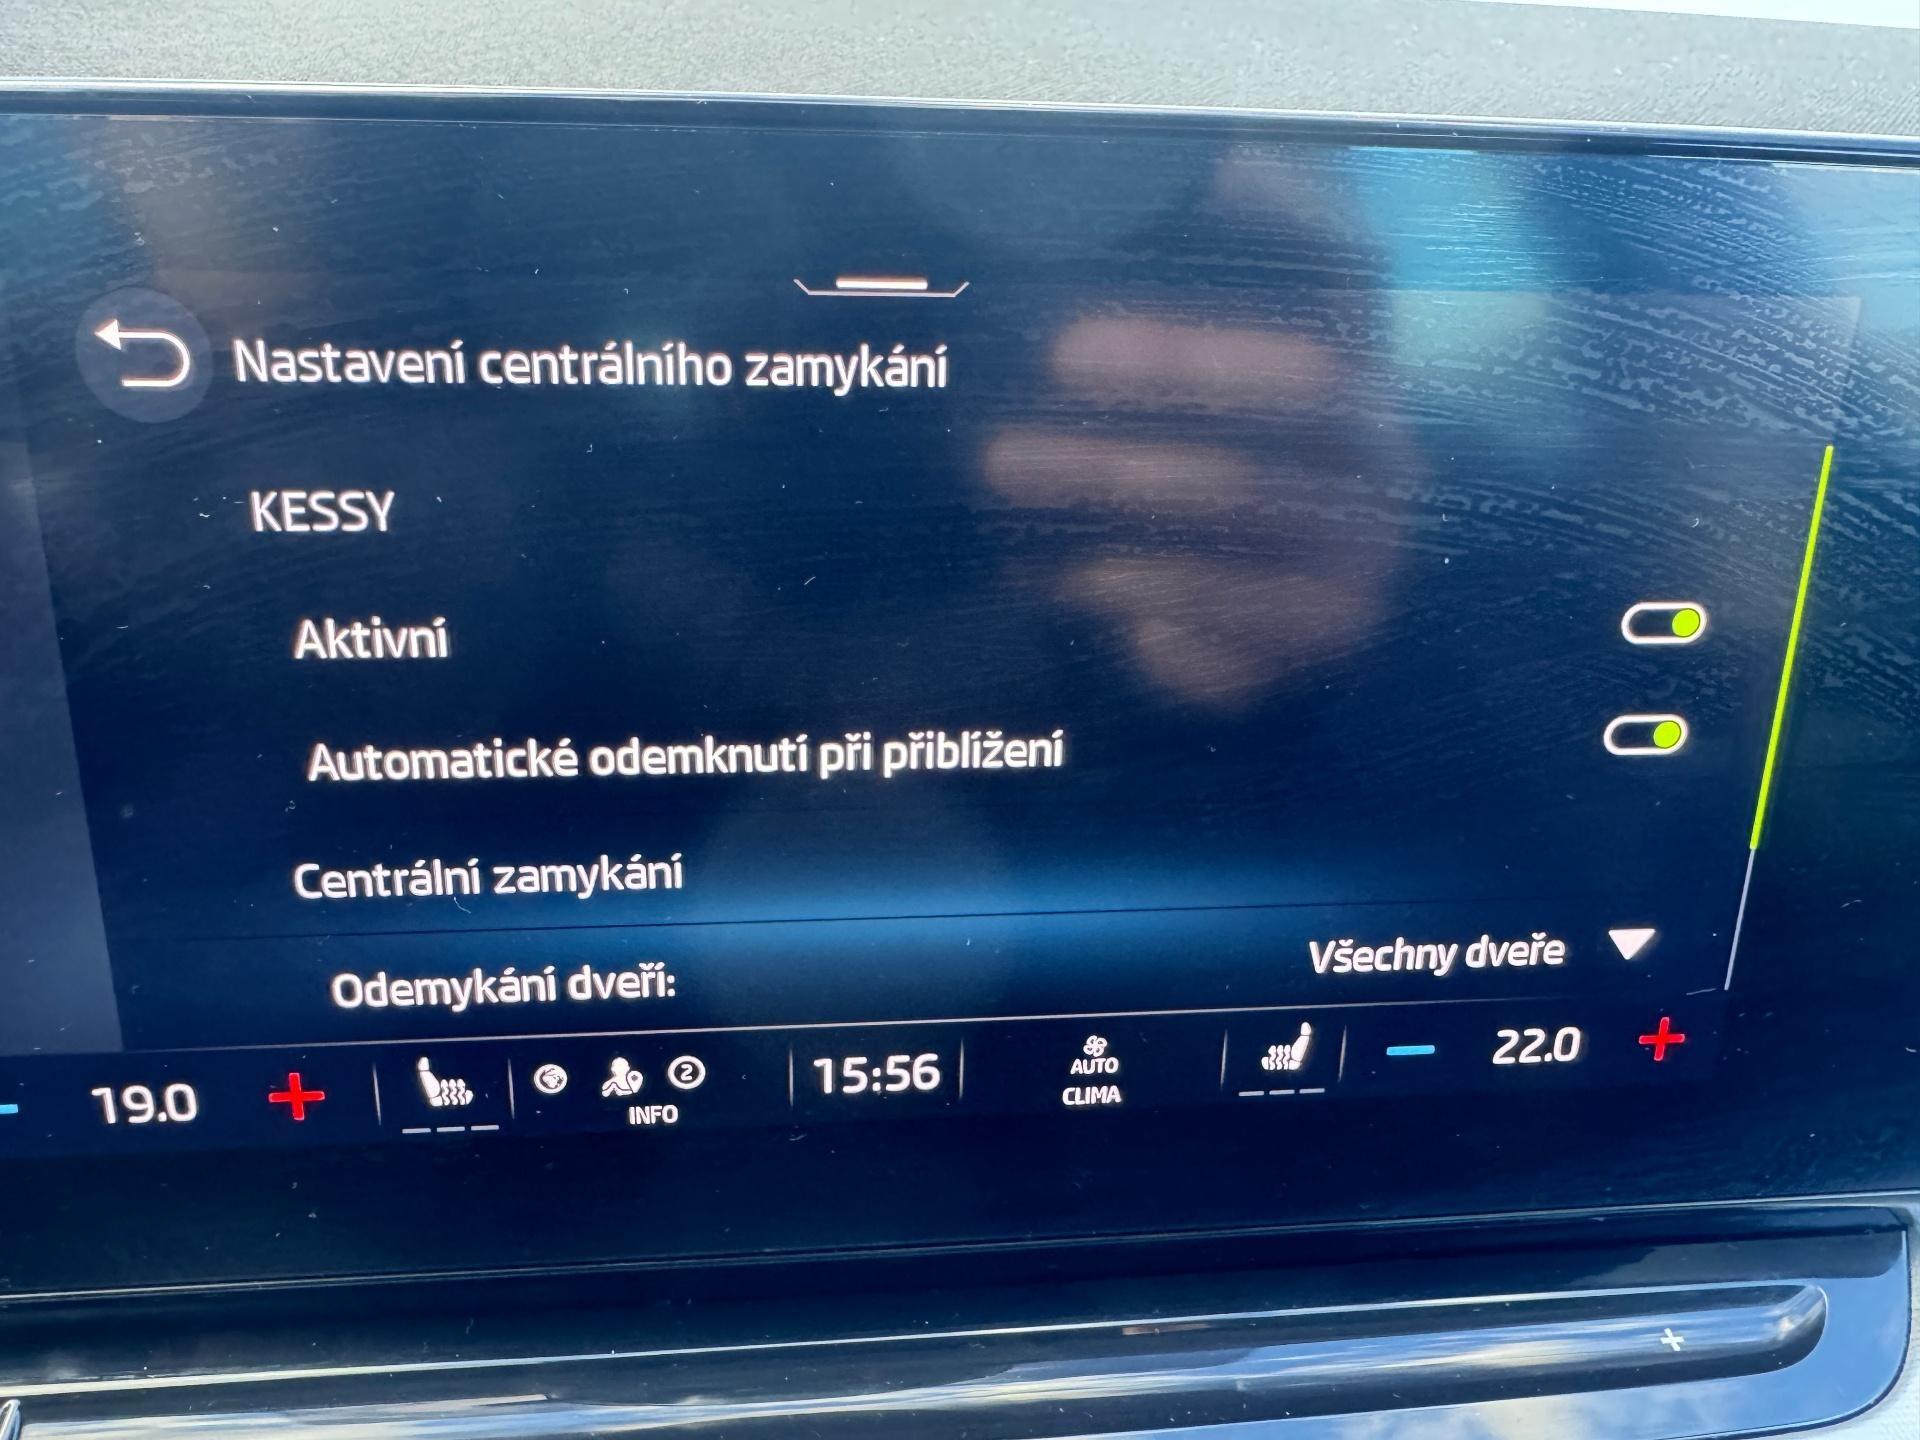 Nastavení centrálního zamykání
KESSY
Aktivní
Automatické odemknutí při přiblížení
Centrální zamykání
Odemykání dveří: Všechny dveře
19.0 + 2 INFO 15:56 AUTO CLIMA 22.0 +
+